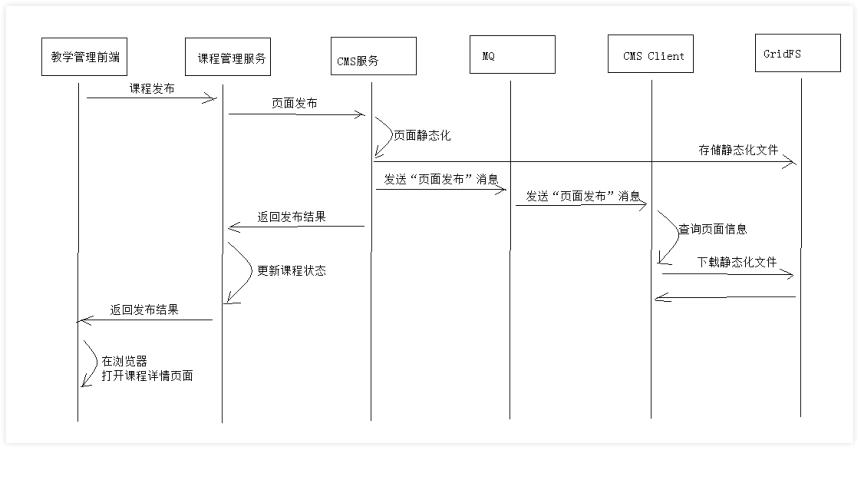 教学管理前端
课程管理服务
CMS服务
MQ
CMS Client
GridFS
课程发布
页面发布
页面静态化
存储静态化文件
发送“页面发布”消息
发送“页面发布”消息
返回发布结果
查询页面信息
更新课程状态
下载静态化文件
返回发布结果
在浏览器
打开课程详情页面